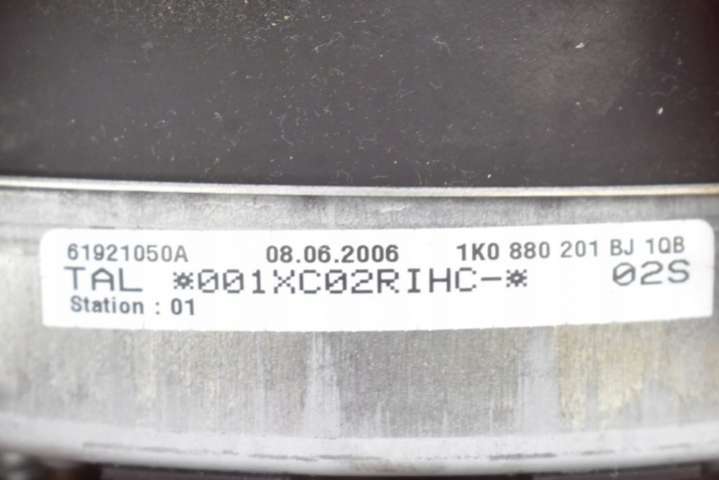 61921050A 08.06.2006 1K0 880 201 BJ 1QB
TAL *001XC02RIHC-* 02S
Station : 01